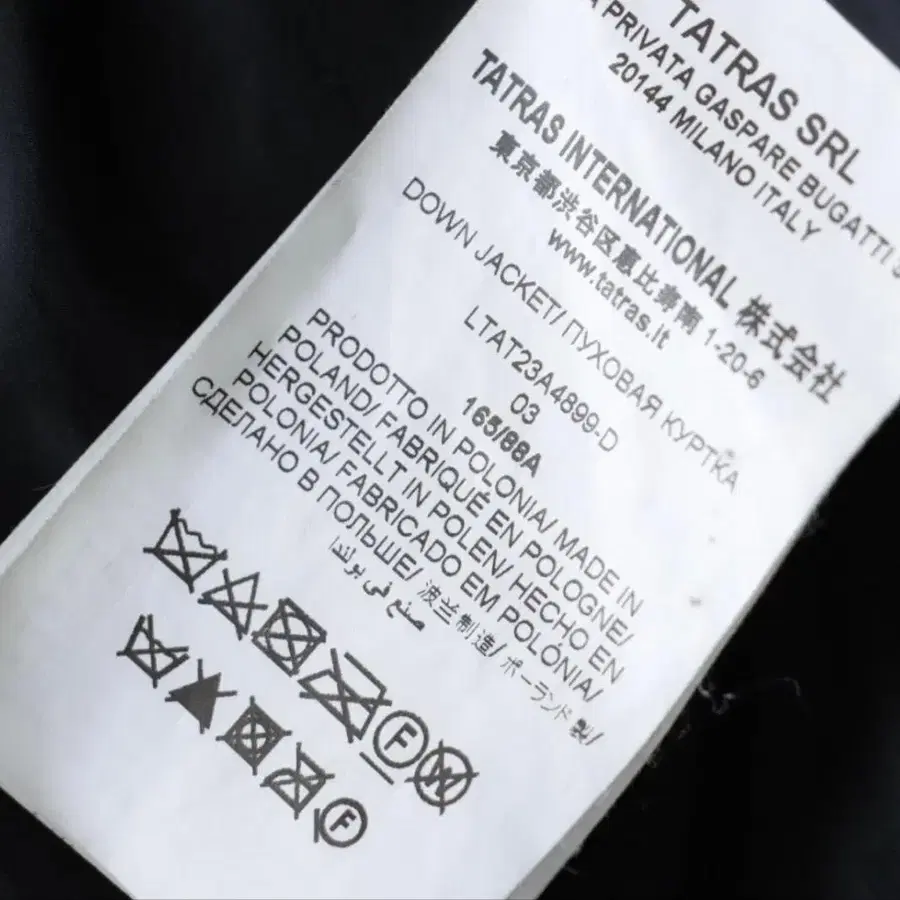 TATRAS SRL
A PRIVATA GASPARE BUGATTI
20144 MILANO ITALY
TATRAS INTERNATIONAL 株式会社
東京都渋谷区恵比寿南 1-20-6
www.tatras.it
DOWN JACKET/ ПУХОВАЯ КУРТКА
LTAT23A4899-D
03
165/88A
PRODOTTO IN POLONIA/ MADE IN
POLAND/ FABRIQUÉ EN POLOGNE/
HERGESTELLT IN POLEN/ HECHO EN
POLONIA/ FABRICADO EM POLÓNIA/
СДЕЛАНО В ПОЛЬШЕ/ 波兰制造/ ポーランド製/
صنع في بولندا
F W
F